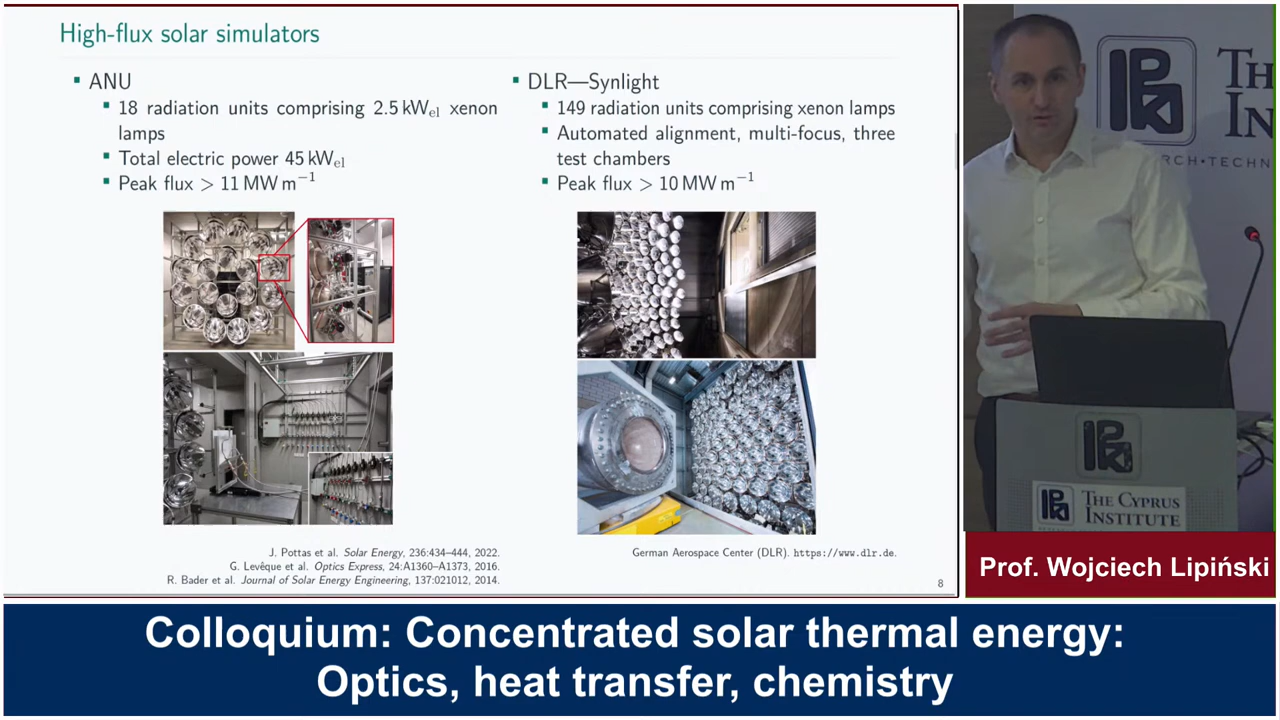 High-flux solar simulators
▪ ANU
▪ 18 radiation units comprising 2.5 kWel xenon
lamps
▪ Total electric power 45 kWel
▪ Peak flux > 11 MW m⁻¹
▪ DLR—Synlight
▪ 149 radiation units comprising xenon lamps
▪ Automated alignment, multi-focus, three
test chambers
▪ Peak flux > 10 MW m⁻¹
J. Pottas et al. Solar Energy, 236:434–444, 2022.
G. Levêque et al. Optics Express, 24:A1360–A1373, 2016.
R. Bader et al. Journal of Solar Energy Engineering, 137:021012, 2014.
German Aerospace Center (DLR). https://www.dlr.de.
8
TH
IN
RCH•TECHN
THE CYPRUS
INSTITUTE
Prof. Wojciech Lipiński
Colloquium: Concentrated solar thermal energy:
Optics, heat transfer, chemistry